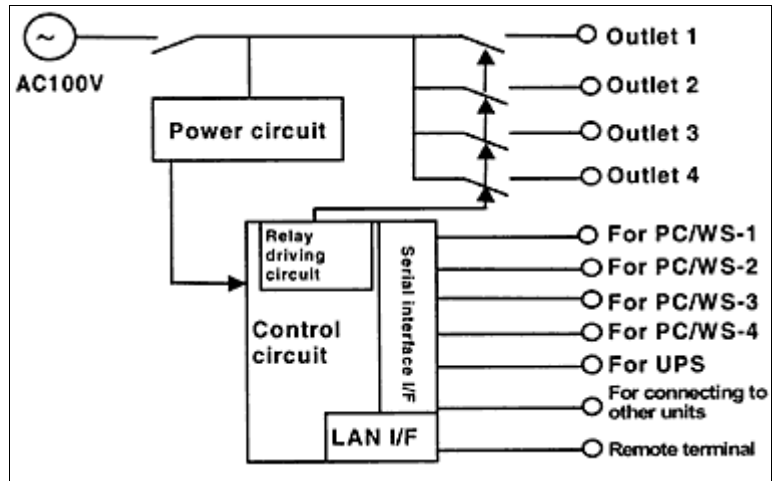 ~
AC100V
Outlet 1
Outlet 2
Power circuit
Outlet 3
Outlet 4
Relay
driving
circuit
Serial interface I/F
Control
circuit
LAN I/F
For PC/WS-1
For PC/WS-2
For PC/WS-3
For PC/WS-4
For UPS
For connecting to
other units
Remote terminal